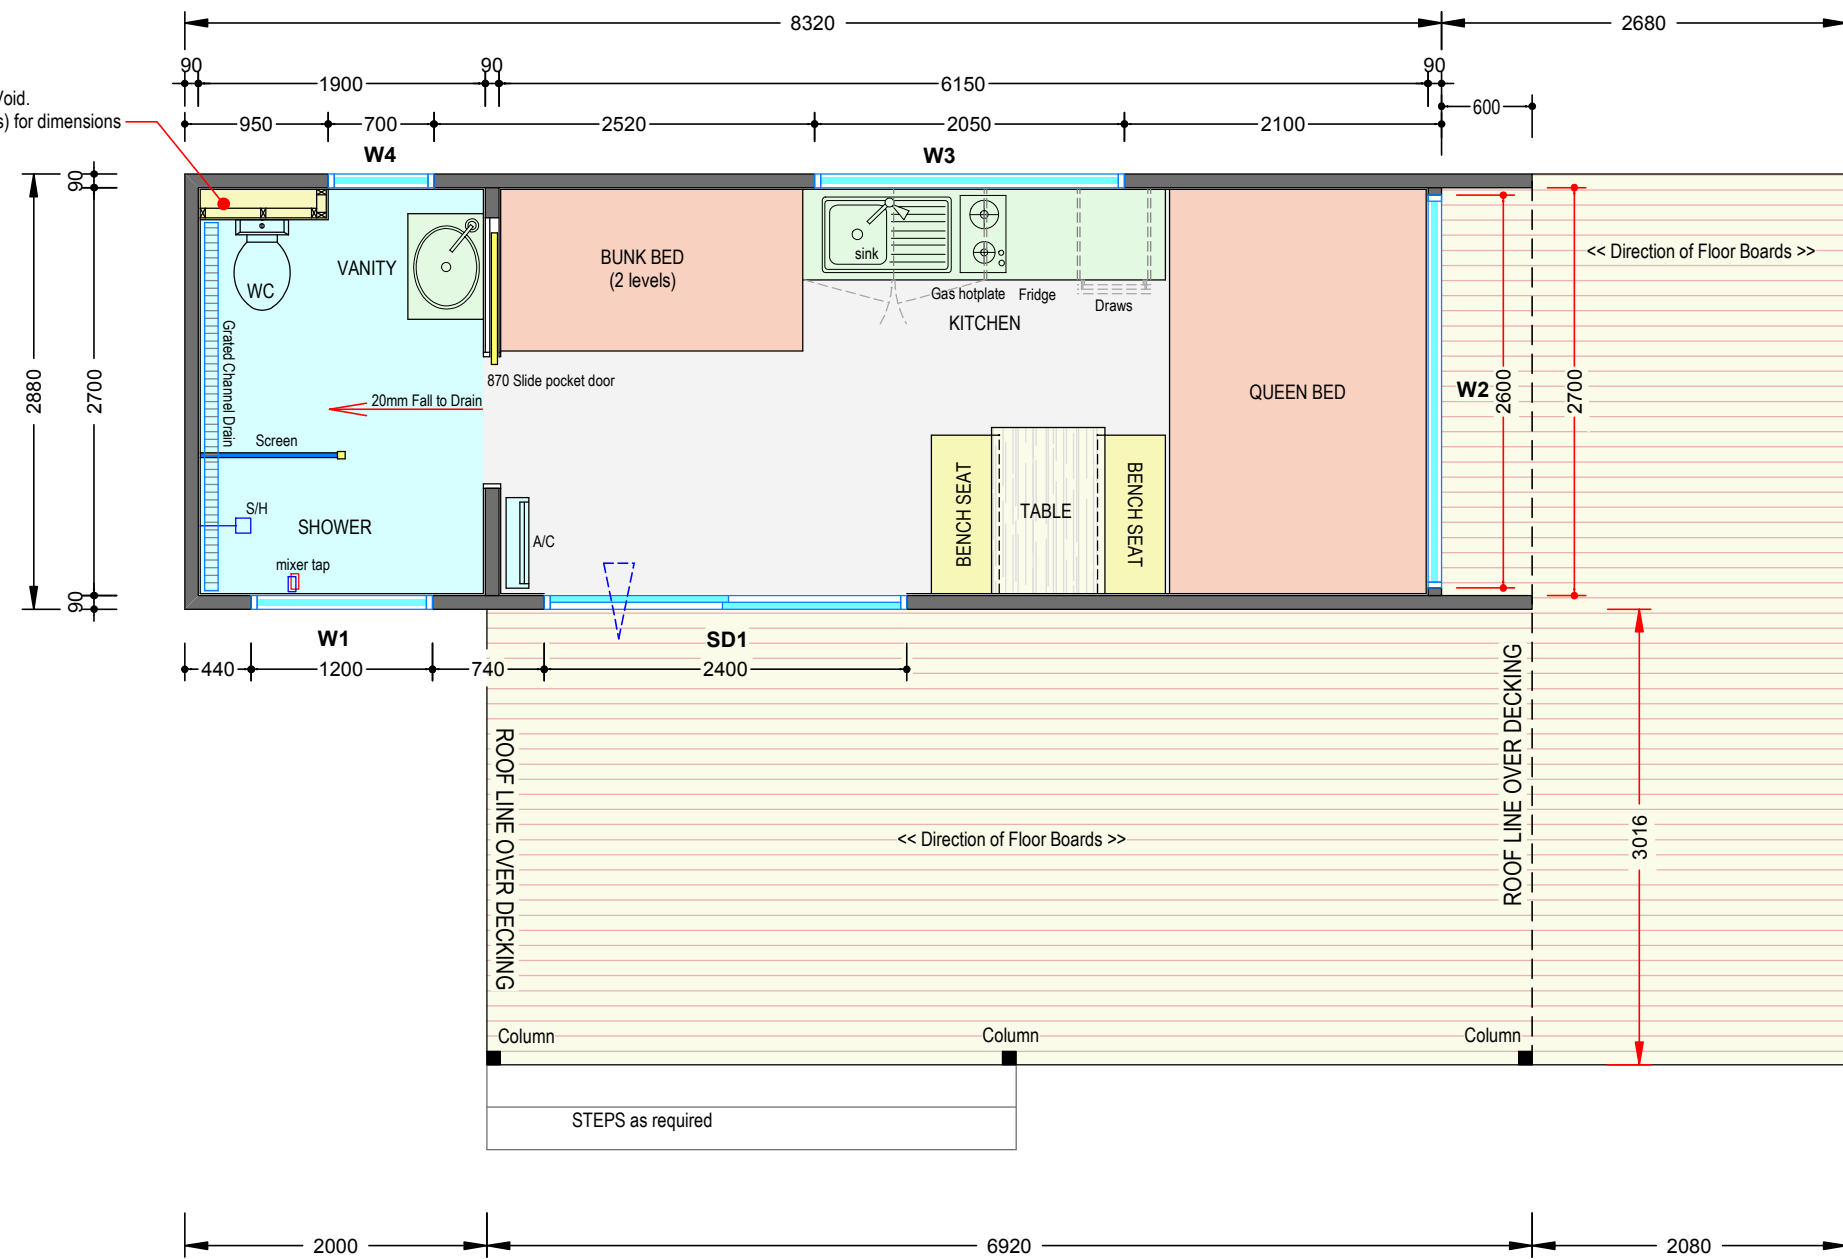 8320
2680
90
1900
90
6150
90
600
Void.
s) for dimensions
950
700
2520
2050
2100
W4
W3
90
2880
2700
90
WC
VANITY
BUNK BED
(2 levels)
sink
Gas hotplate
Fridge
Draws
KITCHEN
<< Direction of Floor Boards >>
Grated Channel Drain
870 Slide pocket door
20mm Fall to Drain
QUEEN BED
W2
2600
2700
Screen
S/H
SHOWER
mixer tap
A/C
BENCH SEAT
TABLE
BENCH SEAT
W1
SD1
440
1200
740
2400
ROOF LINE OVER DECKING
ROOF LINE OVER DECKING
<< Direction of Floor Boards >>
3016
Column
Column
Column
STEPS as required
2000
6920
2080